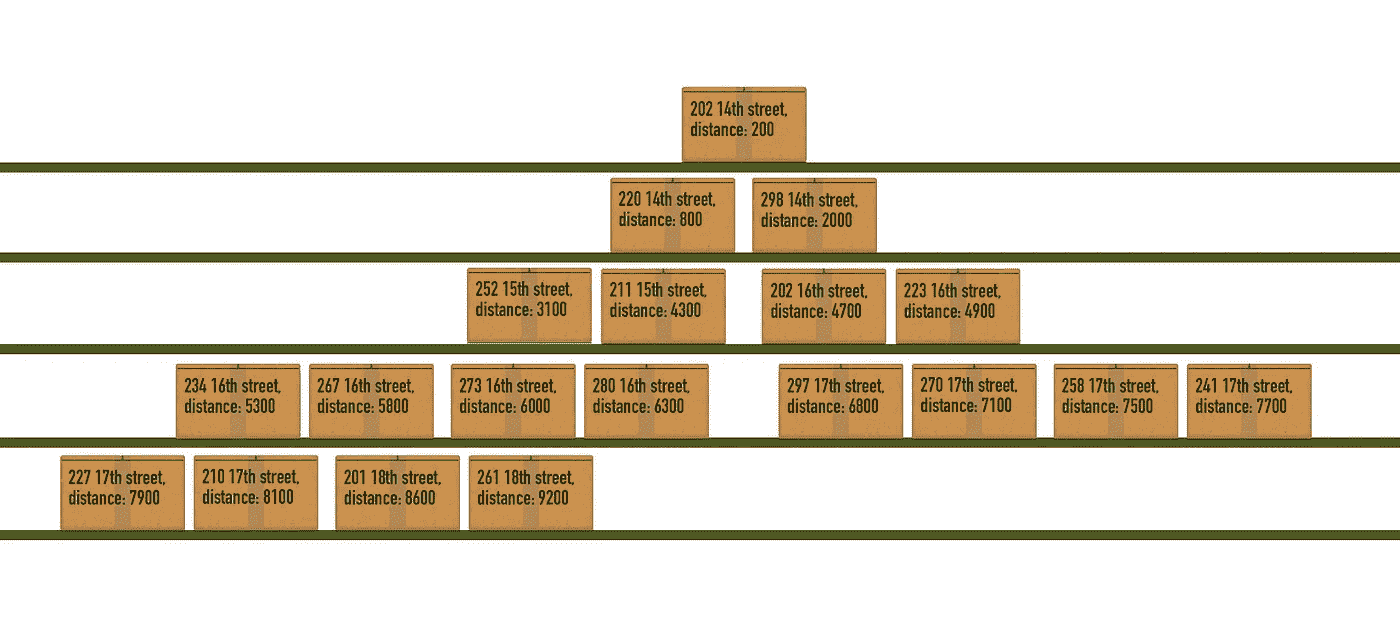 202 14th street,
distance: 200
220 14th street,
distance: 800
298 14th street,
distance: 2000
252 15th street,
distance: 3100
211 15th street,
distance: 4300
202 16th street,
distance: 4700
223 16th street,
distance: 4900
234 16th street,
distance: 5300
267 16th street,
distance: 5800
273 16th street,
distance: 6000
280 16th street,
distance: 6300
297 17th street,
distance: 6800
270 17th street,
distance: 7100
258 17th street,
distance: 7500
241 17th street,
distance: 7700
227 17th street,
distance: 7900
210 17th street,
distance: 8100
201 18th street,
distance: 8600
261 18th street,
distance: 9200